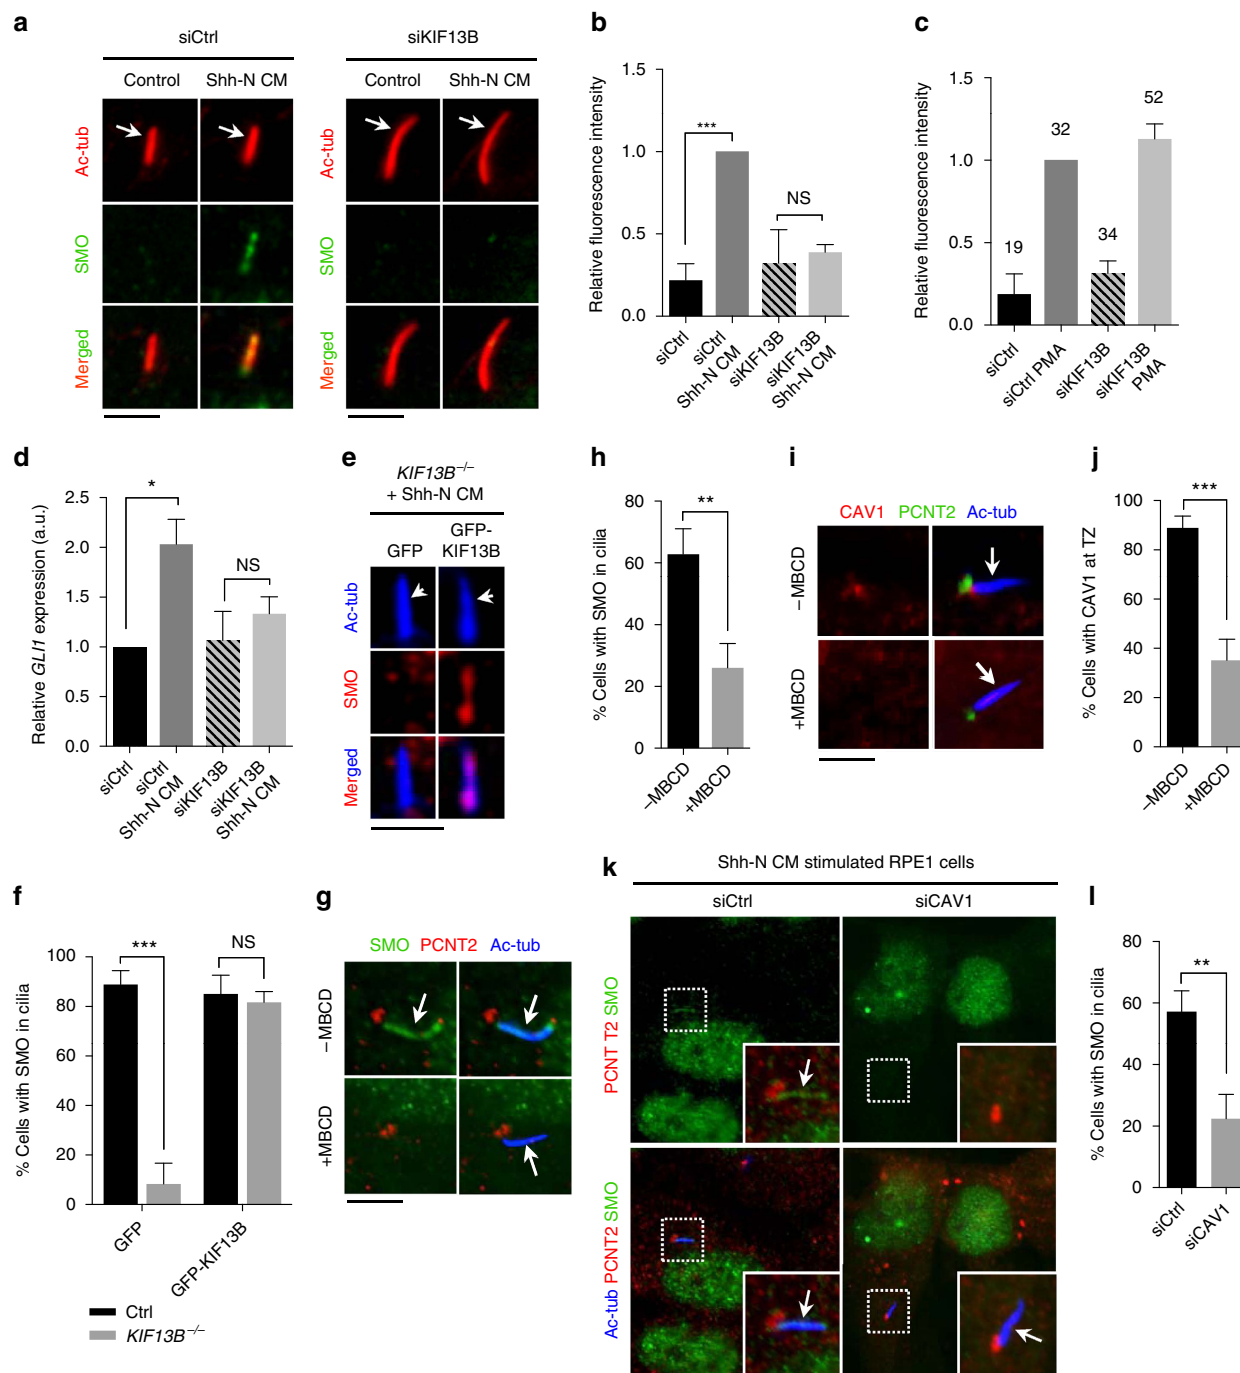 a
siCtrl
siKIF13B
Control
Shh-N CM
Control
Shh-N CM
Ac-tub
SMO
Merged
Ac-tub
SMO
Merged
b
Relative fluorescence intensity
1.5
1.0
0.5
0.0
***
NS
siCtrl
siCtrl
Shh-N CM
siKIF13B
siKIF13B
Shh-N CM
c
Relative fluorescence intensity
1.5
1.0
0.5
0.0
19
32
34
52
siCtrl
siCtrl PMA
siKIF13B
siKIF13B
PMA
d
Relative GLI1 expression (a.u.)
2.5
2.0
1.5
1.0
0.5
0.0
*
NS
siCtrl
siCtrl
Shh-N CM
siKIF13B
siKIF13B
Shh-N CM
e
KIF13B–/–
+ Shh-N CM
GFP
GFP-
KIF13B
Ac-tub
SMO
Merged
h
% Cells with SMO in cilia
80
60
40
20
0
**
–MBCD
+MBCD
i
CAV1 PCNT2 Ac-tub
–MBCD
+MBCD
j
% Cells with CAV1 at TZ
100
80
60
40
20
0
***
–MBCD
+MBCD
f
% Cells with SMO in cilia
100
80
60
40
20
0
***
NS
GFP
GFP-KIF13B
Ctrl
KIF13B–/–
g
SMO PCNT2 Ac-tub
–MBCD
+MBCD
k
Shh-N CM stimulated RPE1 cells
siCtrl
siCAV1
PCNT T2 SMO
Ac-tub PCNT2 SMO
l
% Cells with SMO in cilia
80
60
40
20
0
**
siCtrl
siCAV1